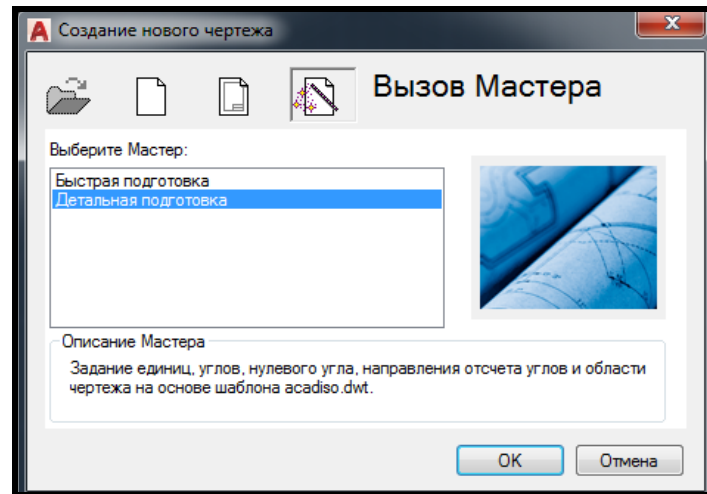 Создание нового чертежа
Вызов Мастера
Выберите Мастер:
Быстрая подготовка
Детальная подготовка
Описание Мастера
Задание единиц, углов, нулевого угла, направления отсчета углов и области
чертежа на основе шаблона acadiso.dwt.
OK
Отмена